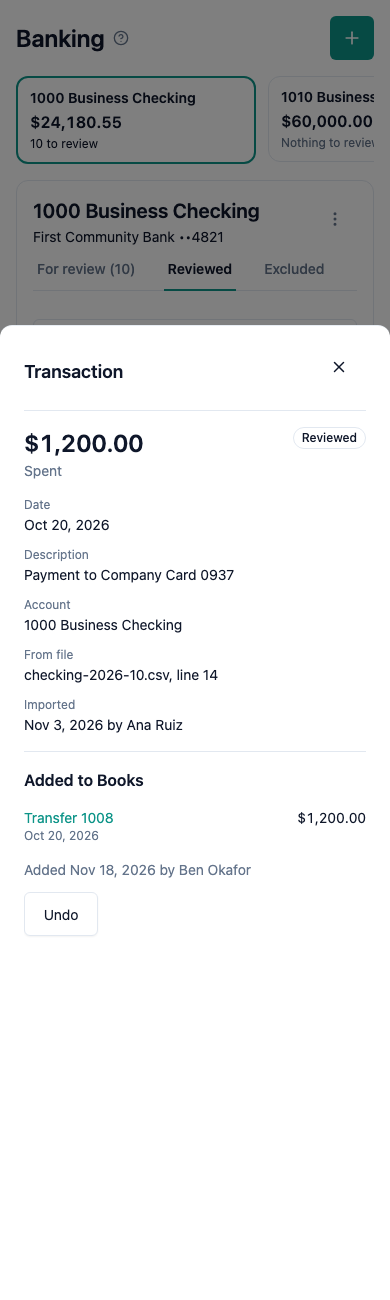 Banking
1000 Business Checking
$24,180.55
10 to review
1010 Business
$60,000.00
Nothing to review
1000 Business Checking
First Community Bank ••4821
For review (10)
Reviewed
Excluded
Transaction
$1,200.00
Reviewed
Spent
Date
Oct 20, 2026
Description
Payment to Company Card 0937
Account
1000 Business Checking
From file
checking-2026-10.csv, line 14
Imported
Nov 3, 2026 by Ana Ruiz
Added to Books
Transfer 1008
$1,200.00
Oct 20, 2026
Added Nov 18, 2026 by Ben Okafor
Undo